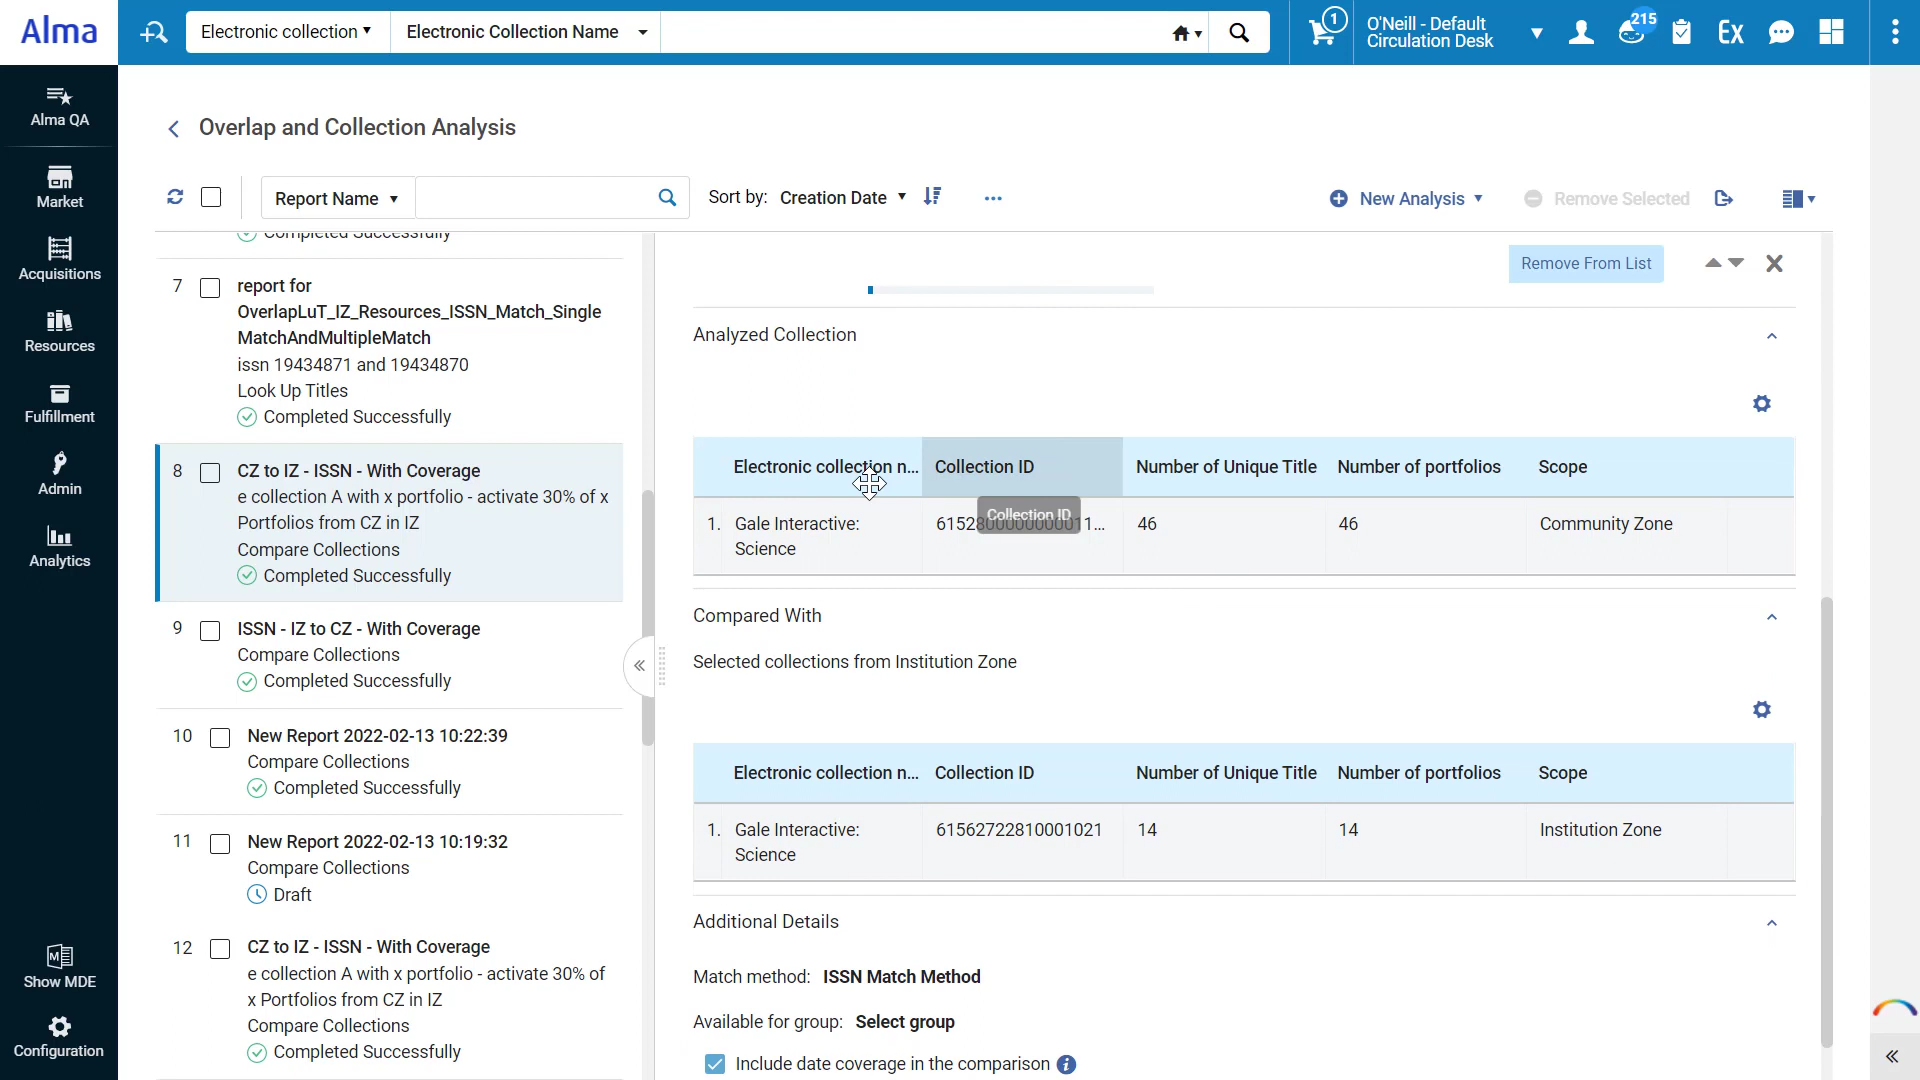 Alma
Electronic collection
Electronic Collection Name
1
O'Neill - Default
Circulation Desk
215
Ex
Alma QA
Market
Acquisitions
Resources
Fulfillment
Admin
Analytics
Show MDE
Configuration
Overlap and Collection Analysis
Report Name
Sort by: Creation Date
New Analysis
Remove Selected
Completed Successfully
7
report for
OverlapLuT_IZ_Resources_ISSN_Match_Single
MatchAndMultipleMatch
issn 19434871 and 19434870
Look Up Titles
Completed Successfully
8
CZ to IZ - ISSN - With Coverage
e collection A with x portfolio - activate 30% of x
Portfolios from CZ in IZ
Compare Collections
Completed Successfully
9
ISSN - IZ to CZ - With Coverage
Compare Collections
Completed Successfully
10
New Report 2022-02-13 10:22:39
Compare Collections
Completed Successfully
11
New Report 2022-02-13 10:19:32
Compare Collections
Draft
12
CZ to IZ - ISSN - With Coverage
e collection A with x portfolio - activate 30% of
x Portfolios from CZ in IZ
Compare Collections
Completed Successfully
Remove From List
Analyzed Collection
Electronic collection n... Collection ID Number of Unique Title Number of portfolios Scope
Collection ID
1. Gale Interactive: 46 46 Community Zone
Science
Compared With
Selected collections from Institution Zone
Electronic collection n... Collection ID Number of Unique Title Number of portfolios Scope
1. Gale Interactive: 61562722810001021 14 14 Institution Zone
Science
Additional Details
Match method: ISSN Match Method
Available for group: Select group
Include date coverage in the comparison